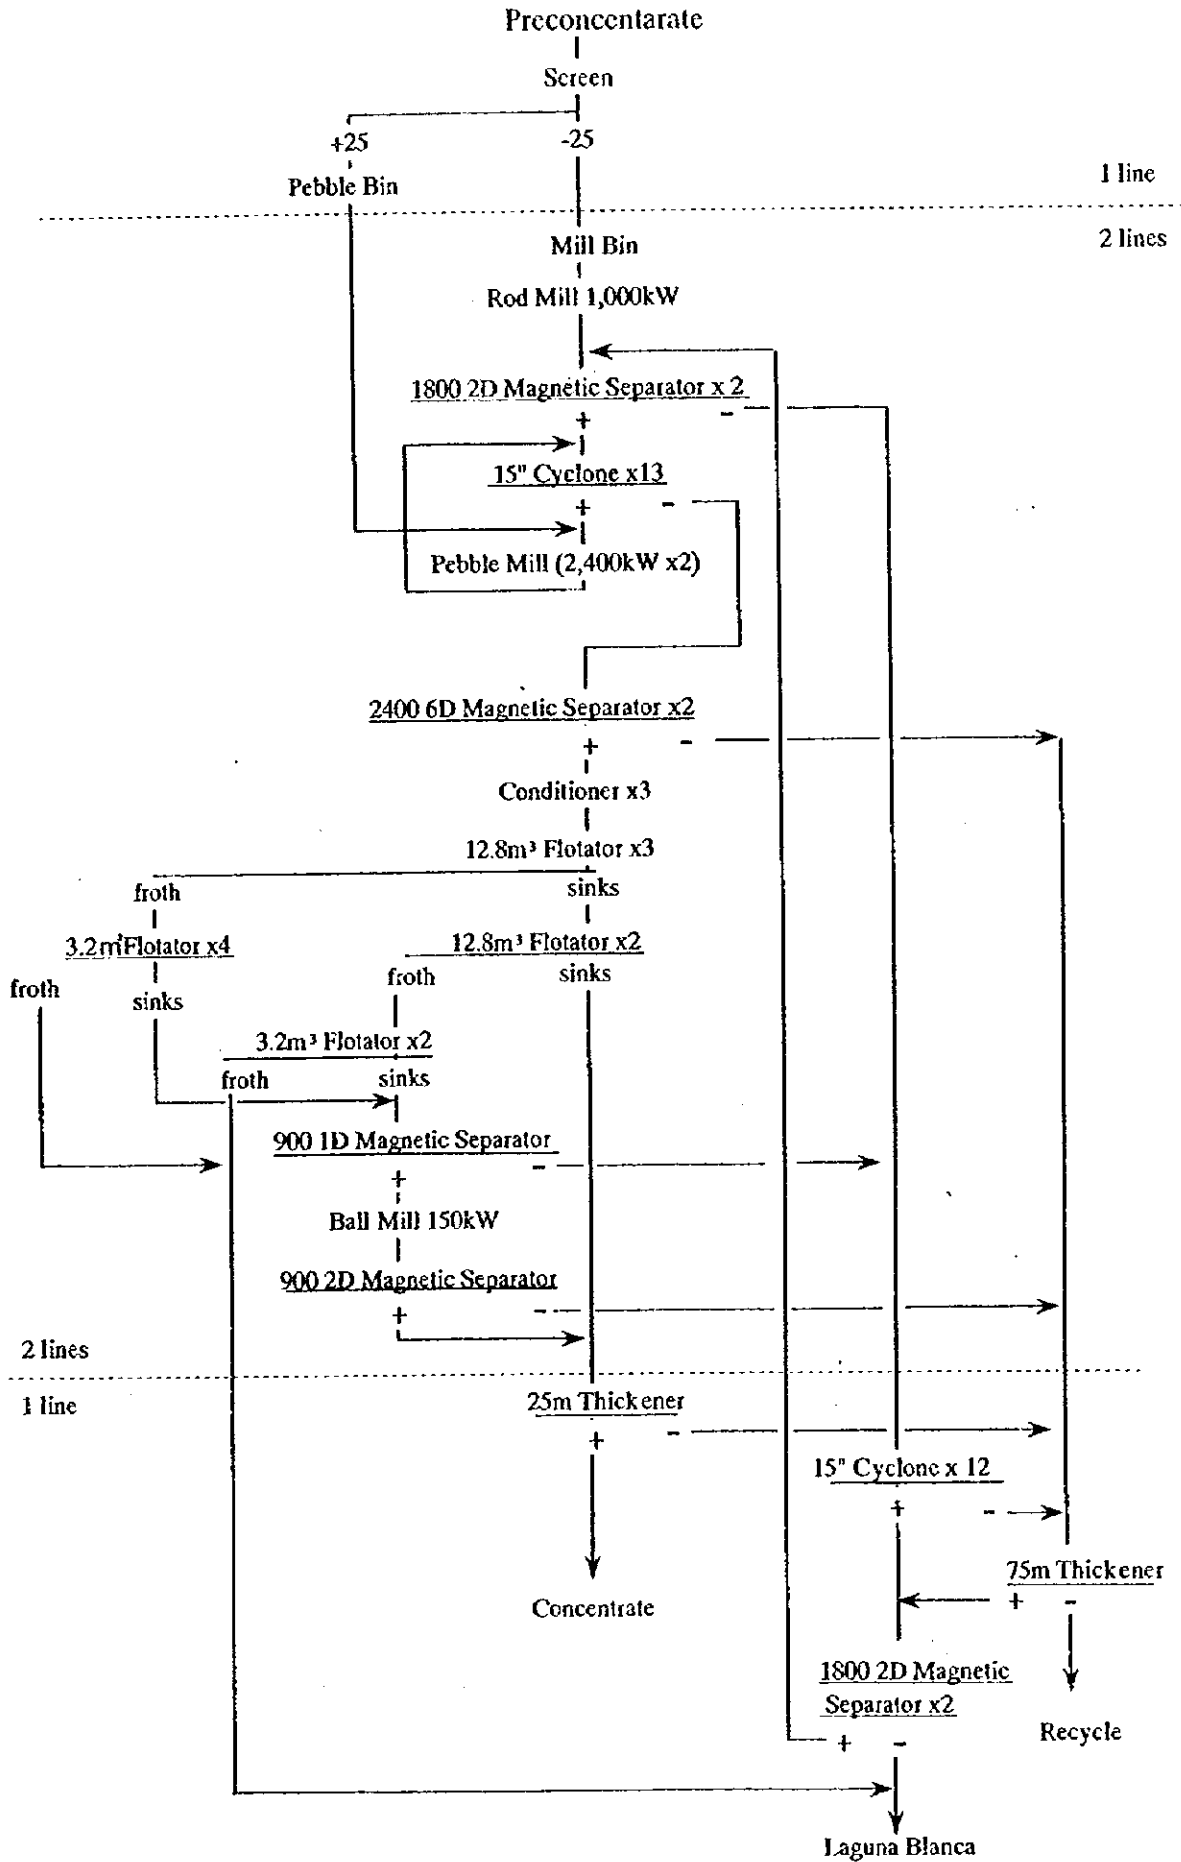 Preconcentarate
Screen
+25
-25
Pebble Bin
1 line
2 lines
Mill Bin
Rod Mill 1,000kW
1800 2D Magnetic Separator x 2
+ -
15" Cyclone x13
+ -
Pebble Mill (2,400kW x2)
2400 6D Magnetic Separator x2
+ -
Conditioner x3
12.8m³ Flotator x3
froth
sinks
3.2m³Flotator x4
12.8m³ Flotator x2
froth
sinks
froth
sinks
3.2m³ Flotator x2
froth
sinks
900 1D Magnetic Separator
+ -
Ball Mill 150kW
900 2D Magnetic Separator
+ -
2 lines
1 line
25m Thickener
+ -
15" Cyclone x 12
+ -
75m Thickener
+ -
Concentrate
1800 2D Magnetic
Separator x2
+ -
Recycle
Laguna Blanca